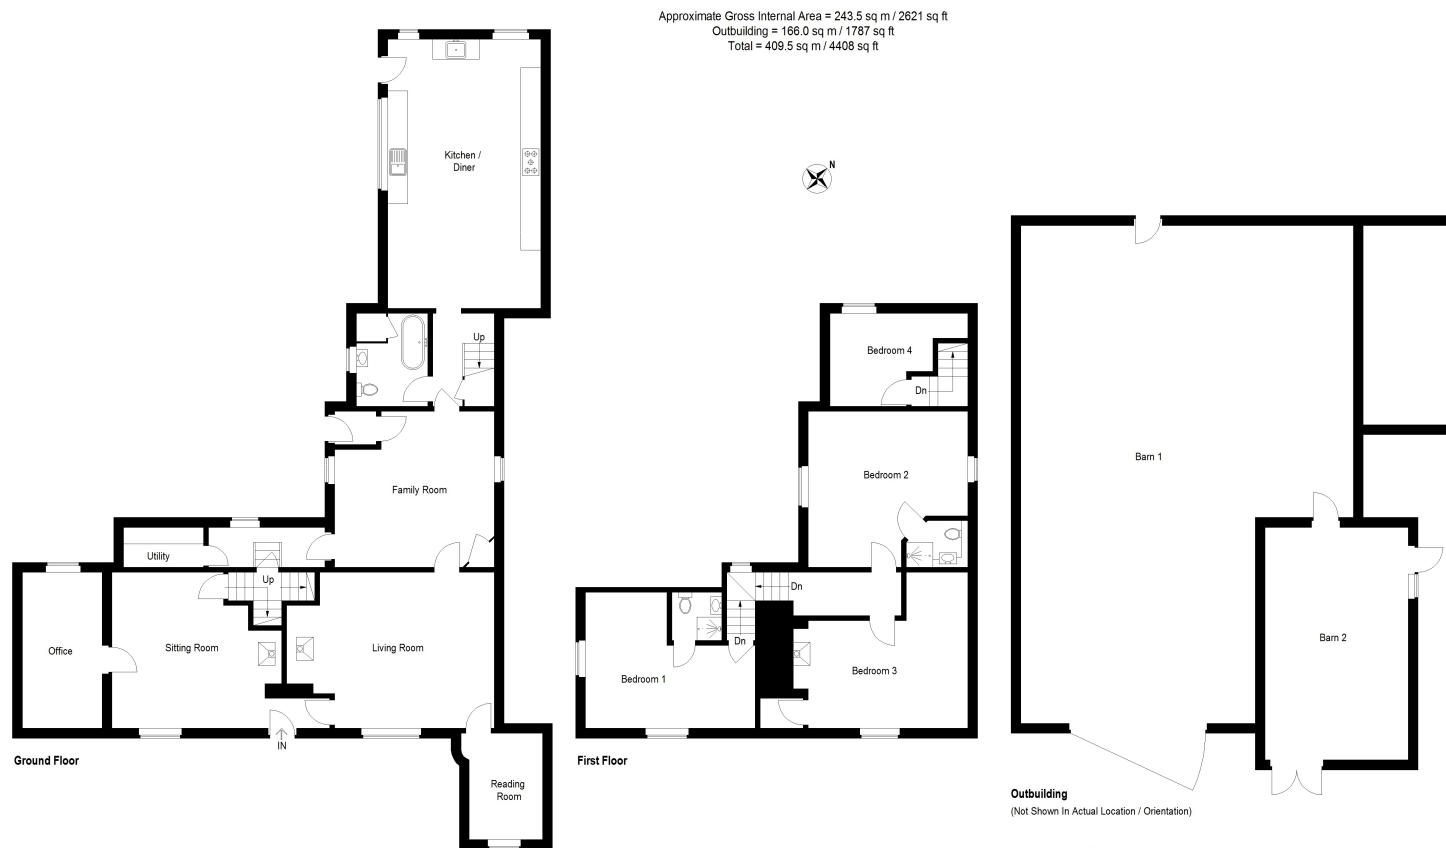 Approximate Gross Internal Area = 243.5 sq m / 2621 sq ft
Outbuilding = 166.0 sq m / 1787 sq ft
Total = 409.5 sq m / 4408 sq ft
N
Kitchen /
Diner
Up
Family Room
Utility
Up
Office
Sitting Room
Living Room
IN
Reading
Room
Ground Floor
Bedroom 4
Dn
Bedroom 2
Dn
Dn
Bedroom 1
Bedroom 3
First Floor
Barn 1
Barn 2
Outbuilding
(Not Shown In Actual Location / Orientation)